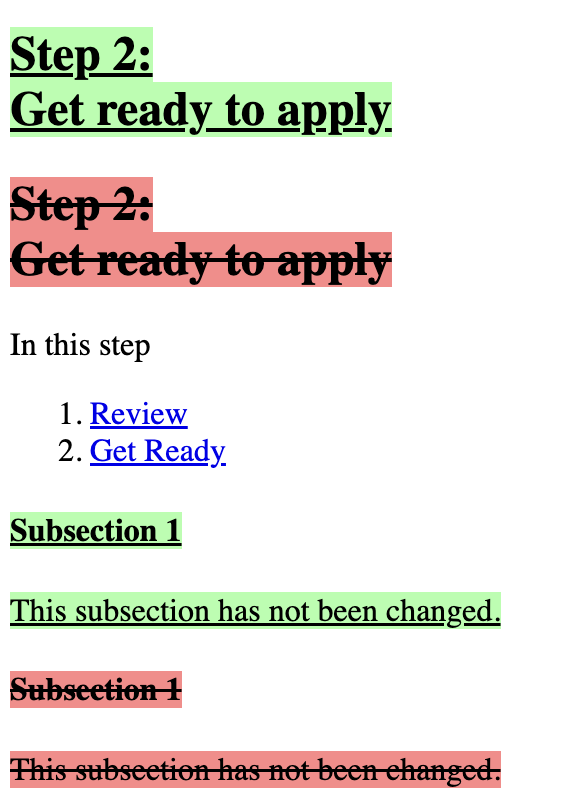 Step 2:
Get ready to apply
Step 2:
Get ready to apply
In this step
1. Review
2. Get Ready
Subsection 1
This subsection has not been changed.
Subsection 1
This subsection has not been changed.